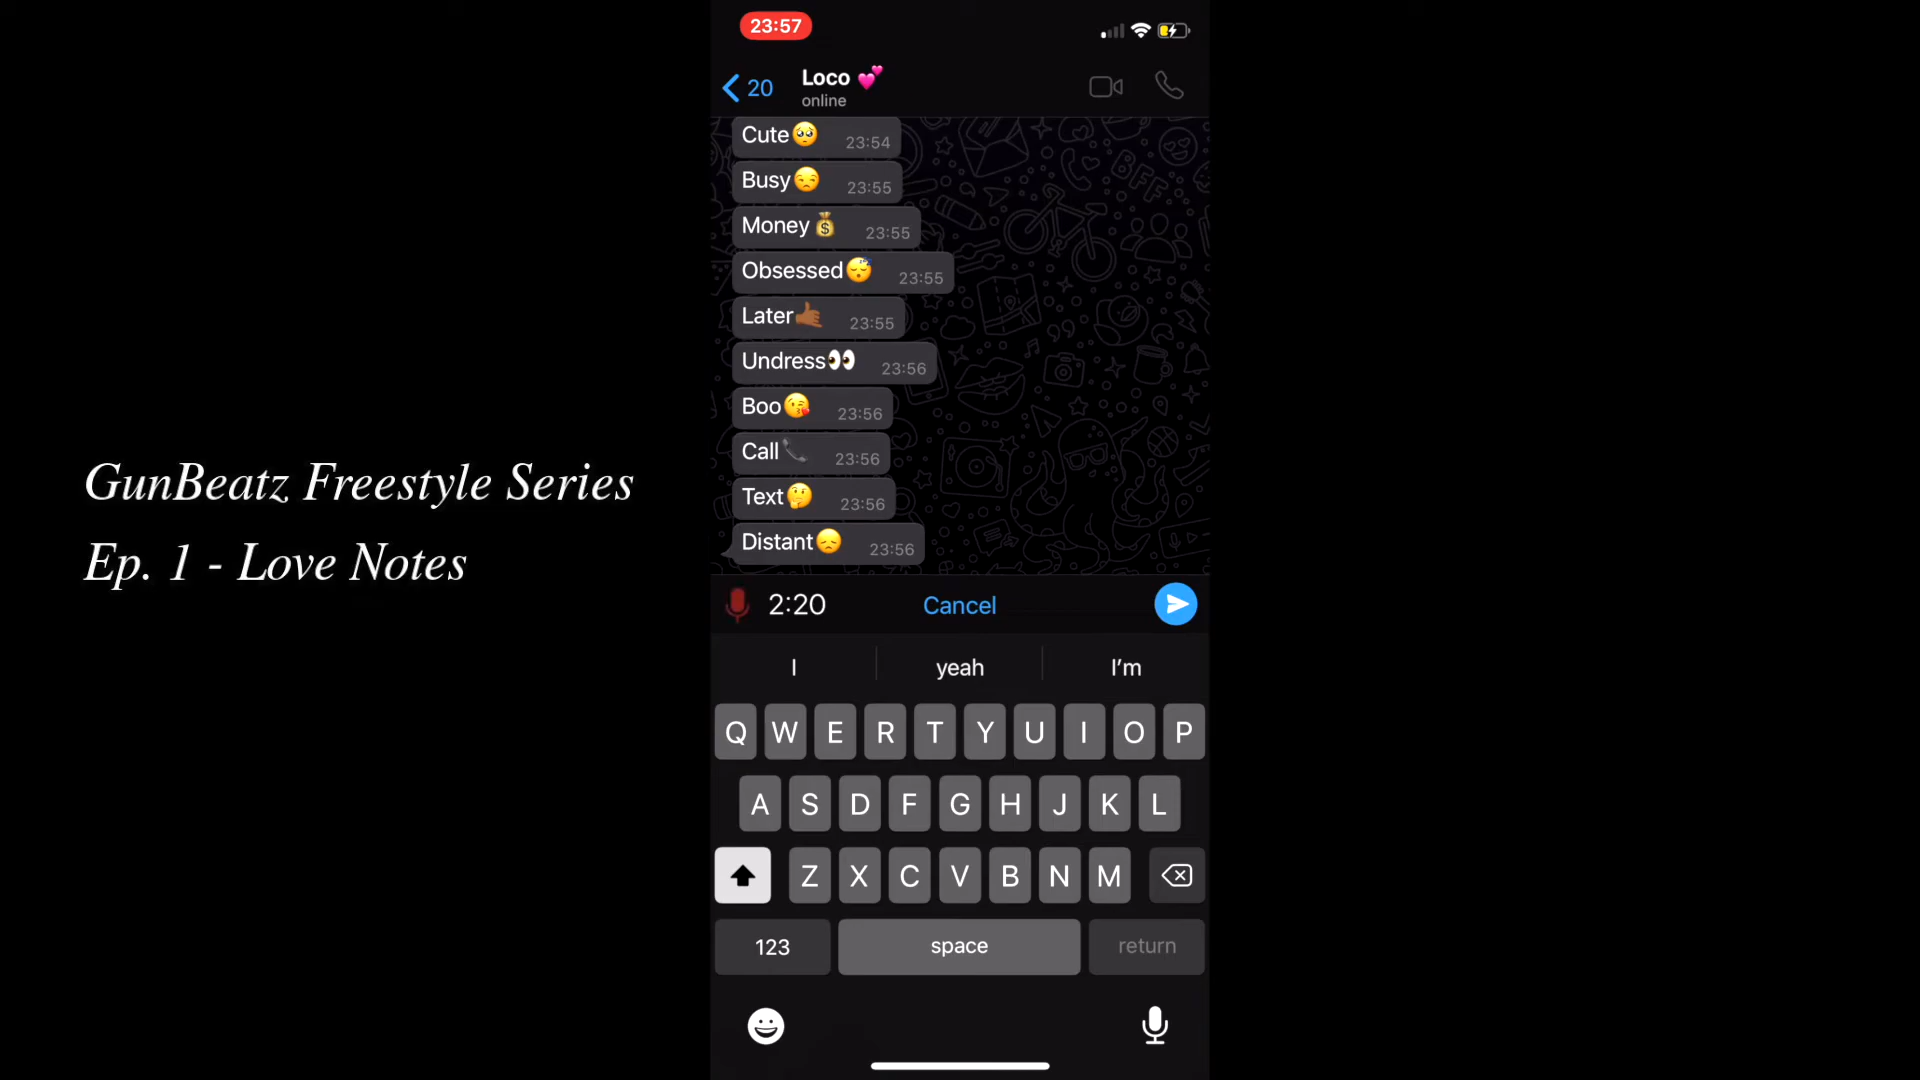 23:57
20
Loco 💕
online
Cute🥺 23:54
Busy😒 23:55
Money💰 23:55
Obsessed😴 23:55
Later🤙🏾 23:55
Undress👀 23:56
Boo😘 23:56
Call📞 23:56
Text🤔 23:56
Distant😞 23:56
GunBeatz Freestyle Series
Ep. 1 - Love Notes
2:20 Cancel
I yeah I’m
Q W E R T Y U I O P
A S D F G H J K L
Z X C V B N M
123 space return